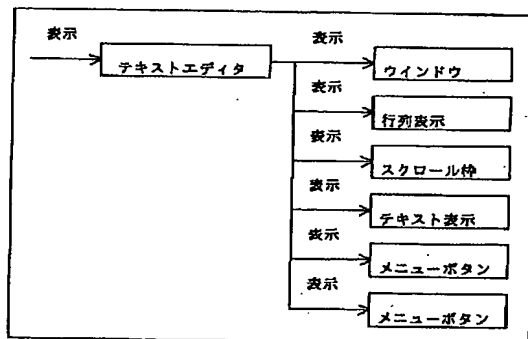 表示
テキストエディタ
表示
ウインドウ
表示
行列表示
表示
スクロール枠
表示
テキスト表示
表示
メニューボタン
表示
メニューボタン